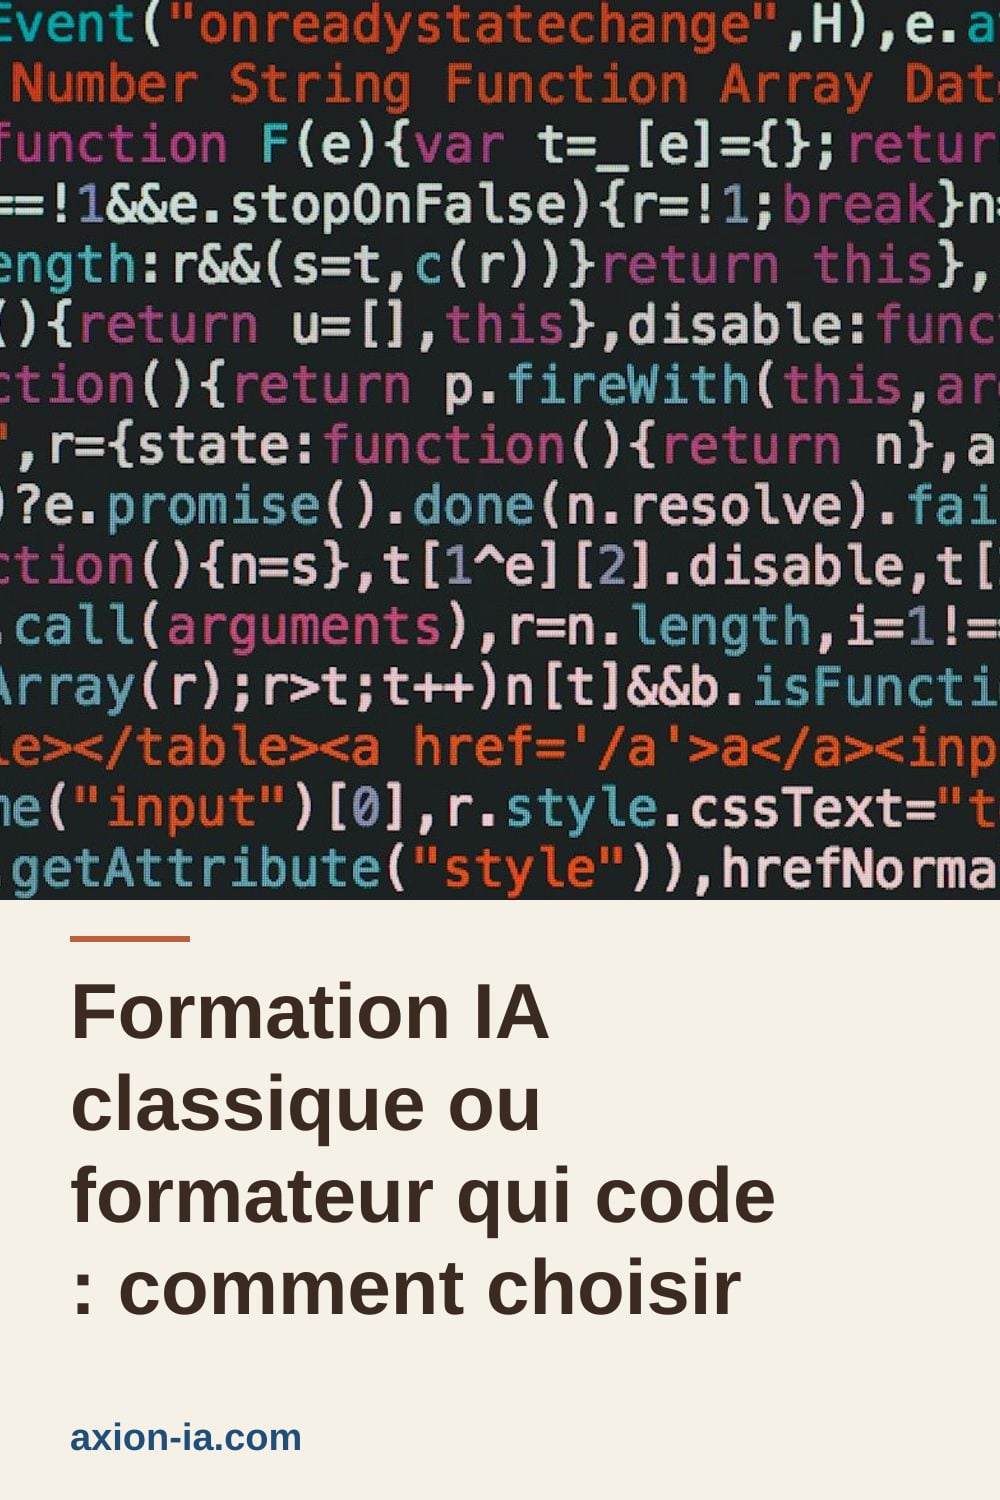 Event("onreadystatechange",H),e.a
Number String Function Array Dat
function F(e){var t=_[e]={};retur
==!1&&e.stopOnFalse){r=!1;break}n
ength:r&&(s=t,c(r))}return this},
(){return u=[],this},disable:func
ction(){return p.fireWith(this,ar
",r={state:function(){return n},a
)?e.promise().done(n.resolve).fai
ction(){n=s},t[1^e][2].disable,t[
.call(arguments),r=n.length,i=1!==
Array(r);r>t;t++)n[t]&&b.isFuncti
le></table><a href='/a'>a</a><inp
me("input")[0],r.style.cssText="t
.getAttribute("style")),hrefNorma
Formation IA
classique ou
formateur qui code
: comment choisir
axion-ia.com